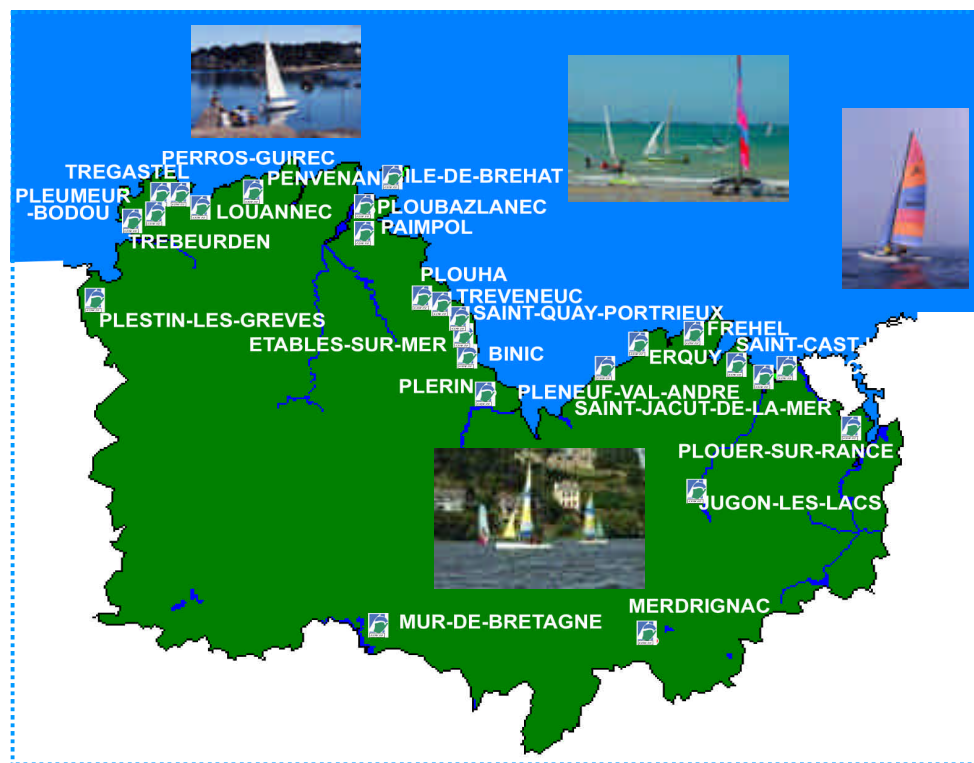 PERROS-GUIREC
TREGASTEL
PENVENAN
ILE-DE-BREHAT
PLEUMEUR
-BODOU
LOUANNEC
PLOUBAZLANEC
PAIMPOL
TREBEURDEN
PLOUHA
TREVENEUC
SAINT-QUAY-PORTRIEUX
PLESTIN-LES-GREVES
FREHEL
ETABLES-SUR-MER
SAINT-CAST
BINIC
ERQUY
PLERIN
PLENEUF-VAL-ANDRE
SAINT-JACUT-DE-LA-MER
PLOUER-SUR-RANCE
JUGON-LES-LACS
MERDRIGNAC
MUR-DE-BRETAGNE